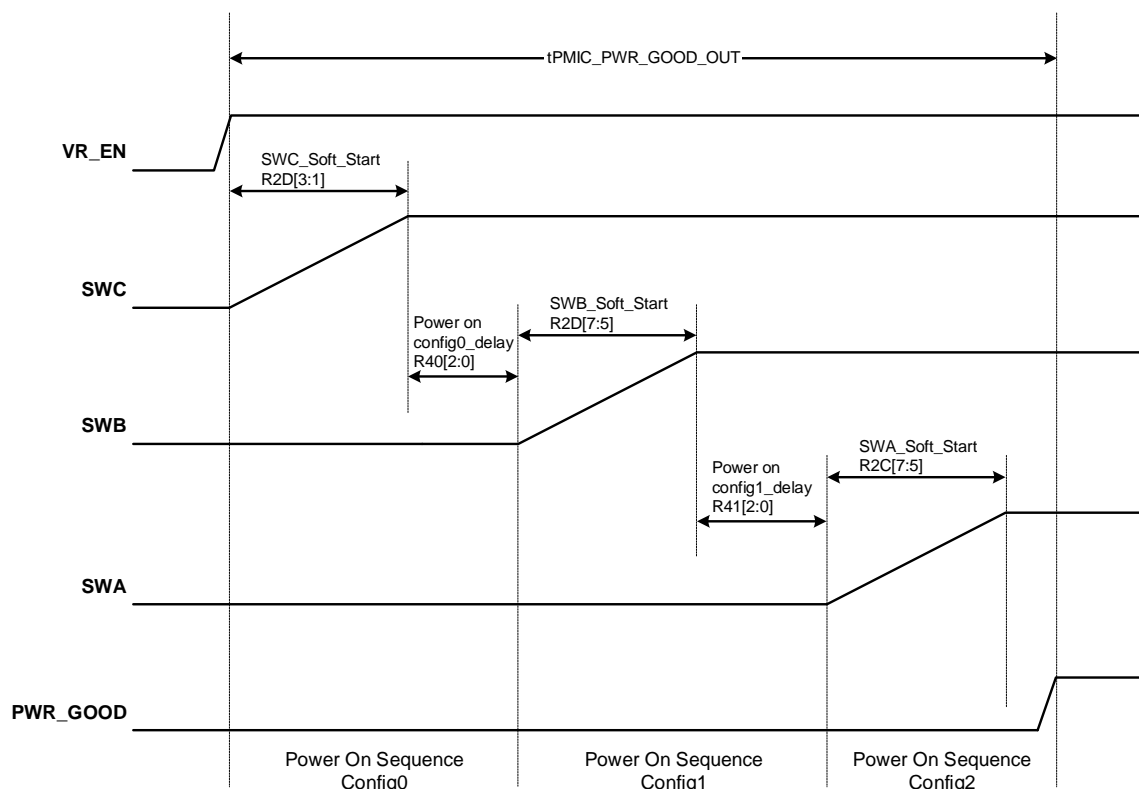 tPMIC_PWR_GOOD_OUT
VR_EN
SWC_Soft_Start
R2D[3:1]
SWC
SWB_Soft_Start
R2D[7:5]
Power on
config0_delay
R40[2:0]
SWB
SWA_Soft_Start
R2C[7:5]
Power on
config1_delay
R41[2:0]
SWA
PWR_GOOD
Power On Sequence
Config0
Power On Sequence
Config1
Power On Sequence
Config2